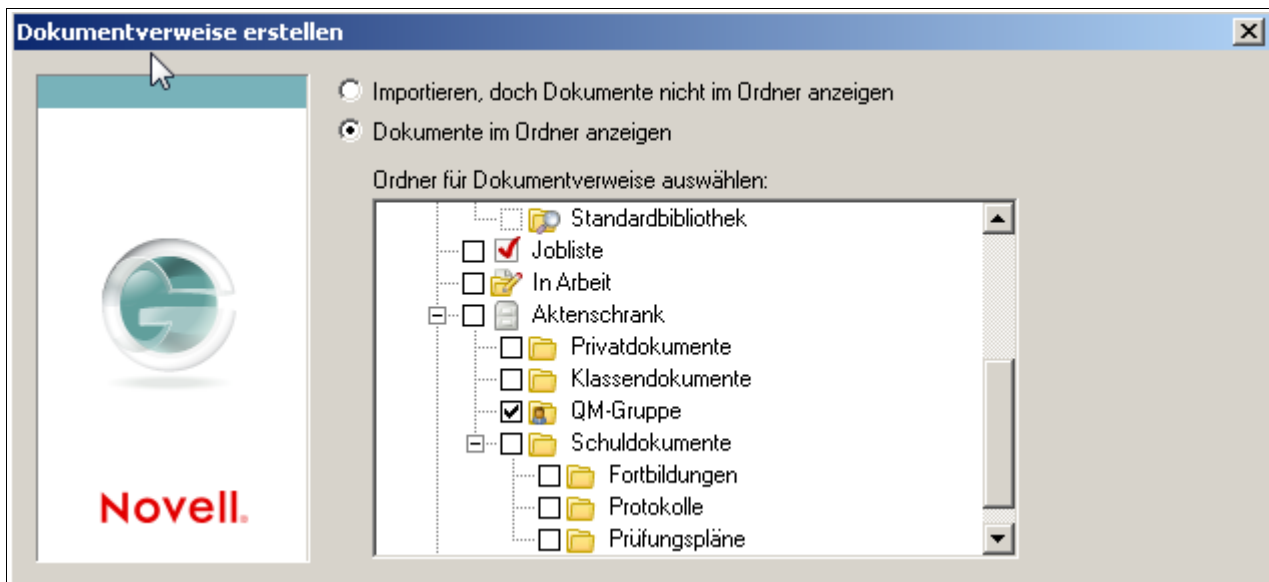 Dokumentverweise erstellen
Importieren, doch Dokumente nicht im Ordner anzeigen
Dokumente im Ordner anzeigen
Ordner für Dokumentverweise auswählen:
Standardbibliothek
Jobliste
In Arbeit
Aktenschrank
Privatdokumente
Klassendokumente
QM-Gruppe
Schuldokumente
Fortbildungen
Protokolle
Prüfungspläne
Novell.